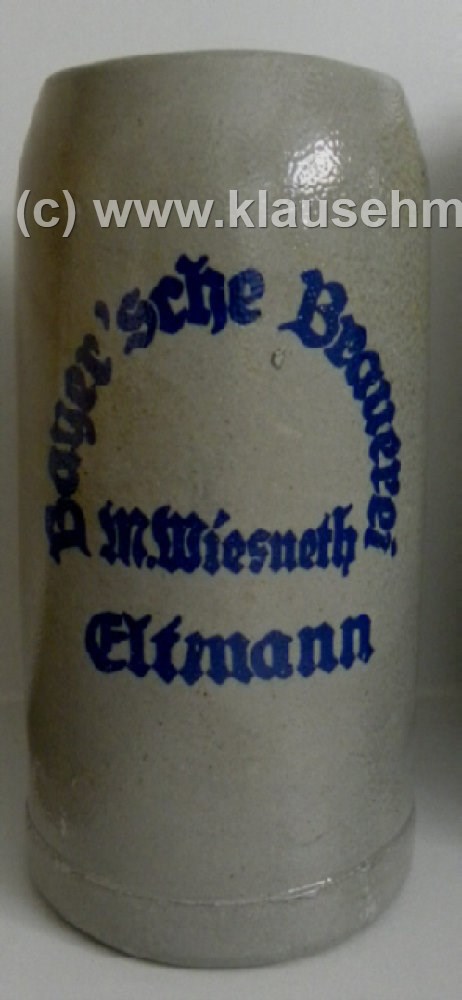 (c) www.klausehm
Bayer'sche Brauerei
M. Wiesneth
Eltmann